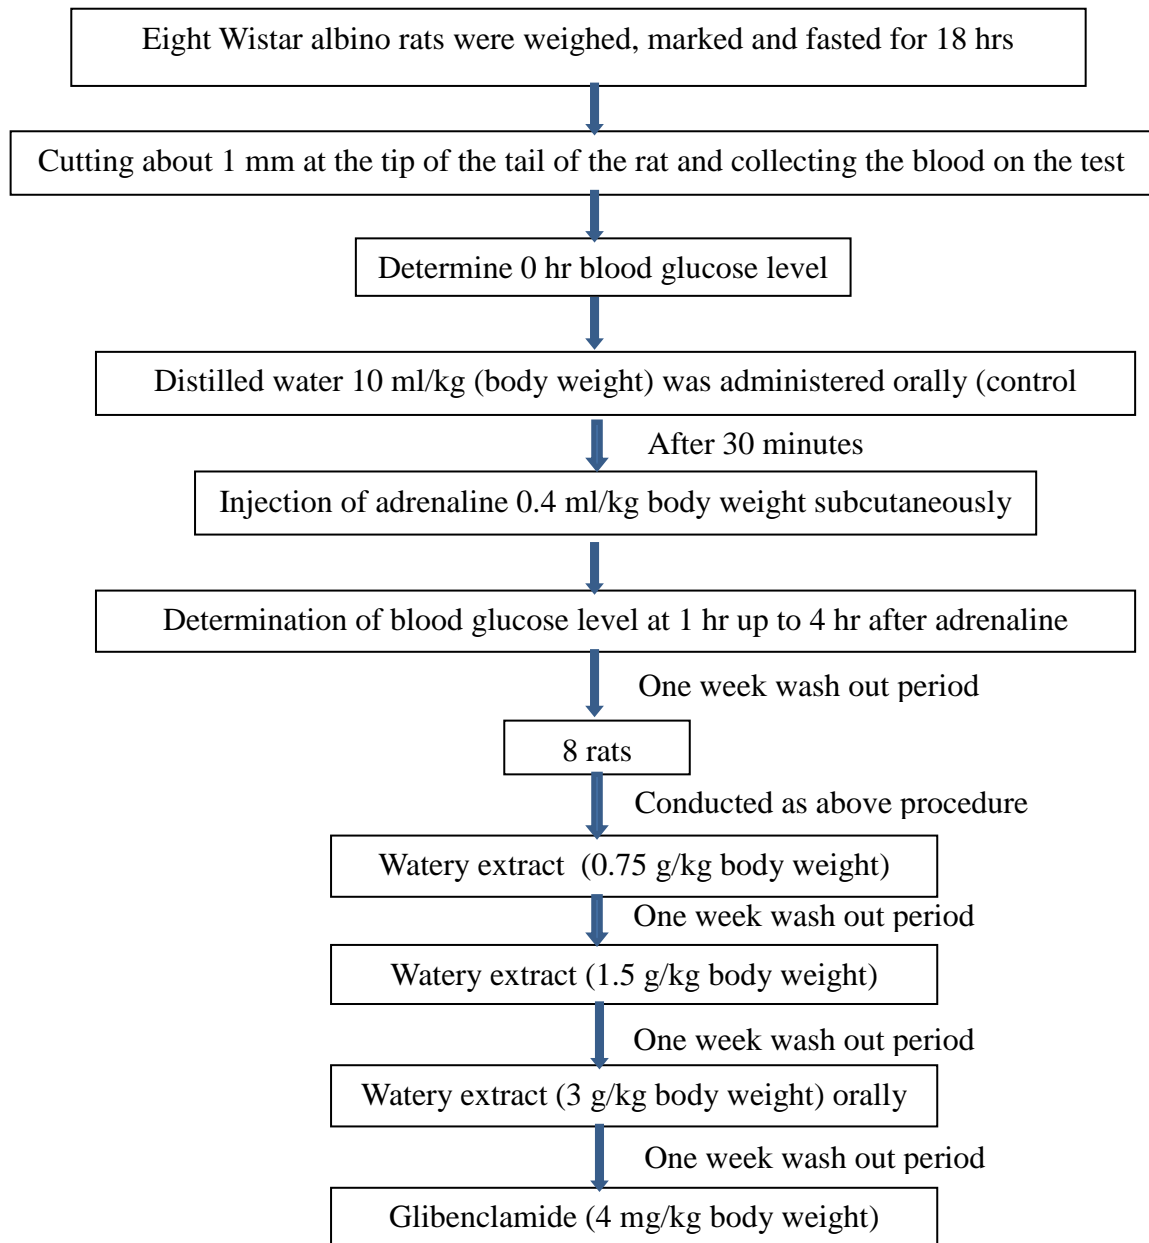 Eight Wistar albino rats were weighed, marked and fasted for 18 hrs
Cutting about 1 mm at the tip of the tail of the rat and collecting the blood on the test
Determine 0 hr blood glucose level
Distilled water 10 ml/kg (body weight) was administered orally (control
After 30 minutes
Injection of adrenaline 0.4 ml/kg body weight subcutaneously
Determination of blood glucose level at 1 hr up to 4 hr after adrenaline
One week wash out period
8 rats
Conducted as above procedure
Watery extract (0.75 g/kg body weight)
One week wash out period
Watery extract (1.5 g/kg body weight)
One week wash out period
Watery extract (3 g/kg body weight) orally
One week wash out period
Glibenclamide (4 mg/kg body weight)